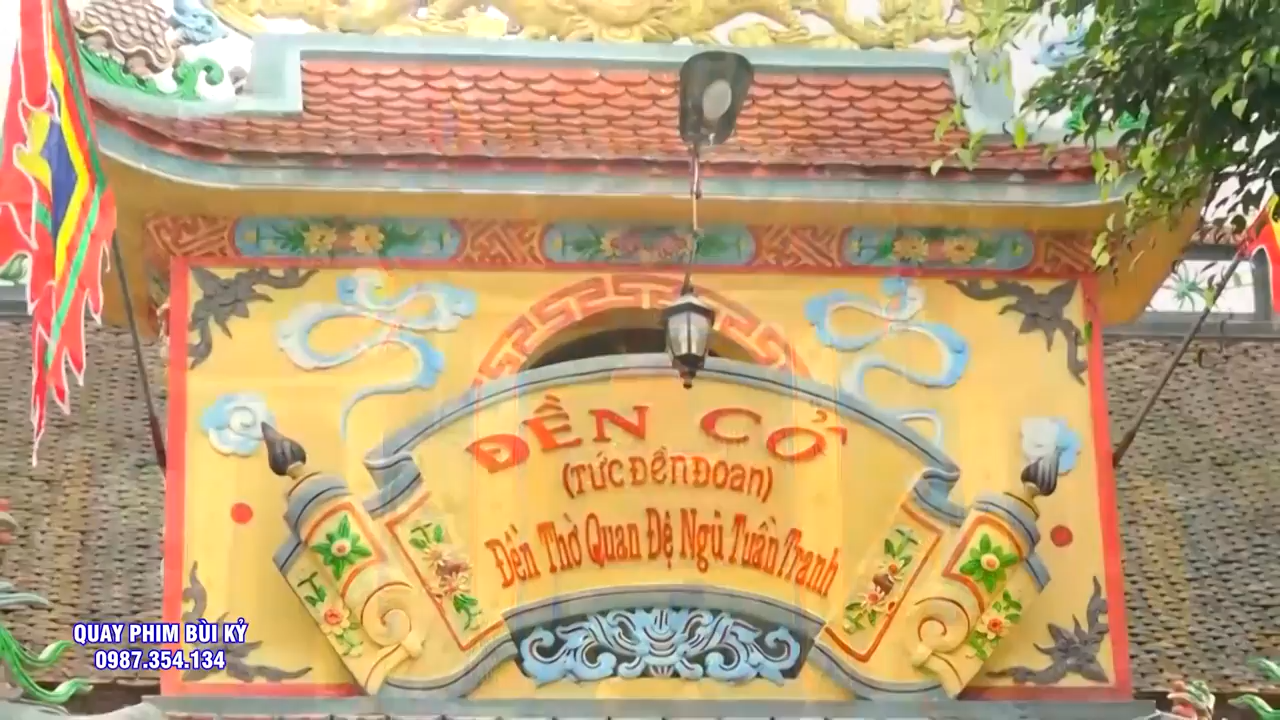 ĐỀN CỔ
(TỨC ĐỀN ĐOAN)
Đền Thờ Quan Đệ Ngũ Tuần Tranh
QUAY PHIM BÙI KỶ
0987.354.134